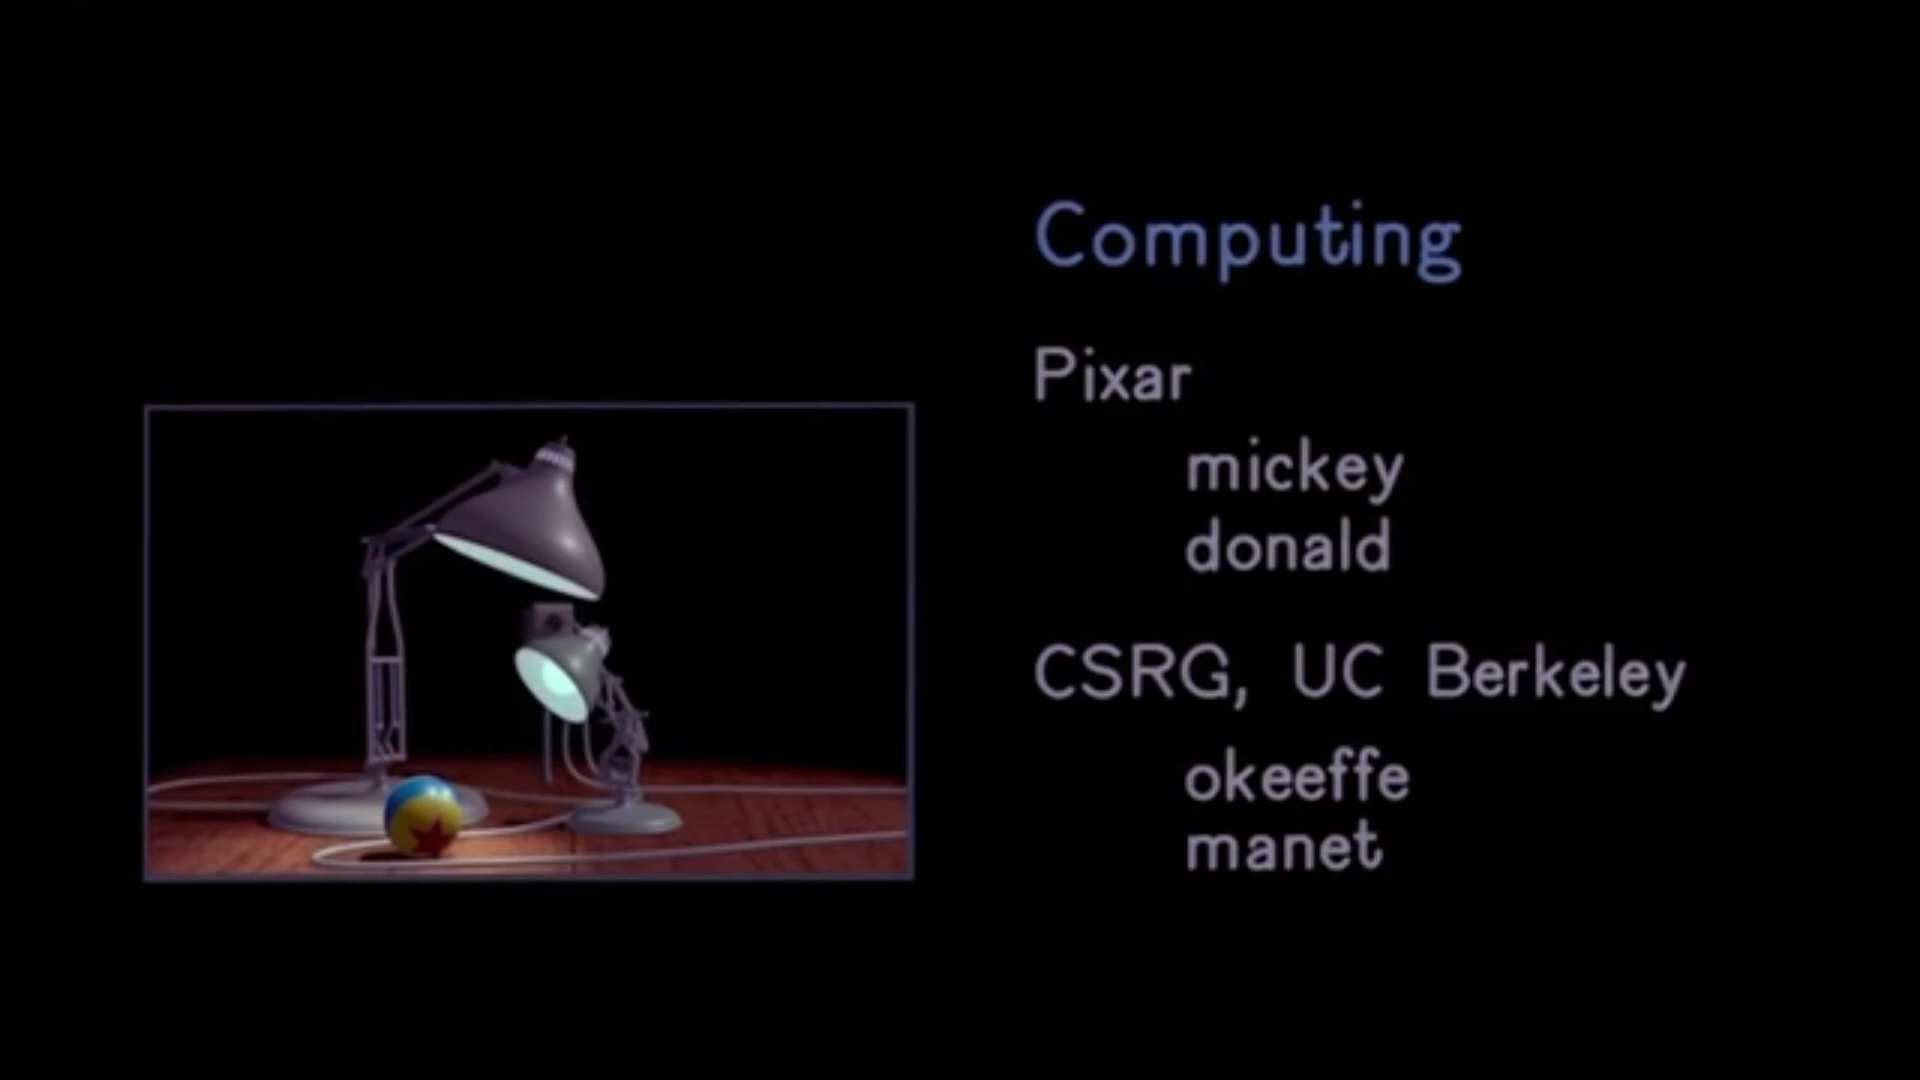 Computing
Pixar
mickey
donald
CSRG, UC Berkeley
okeeffe
manet